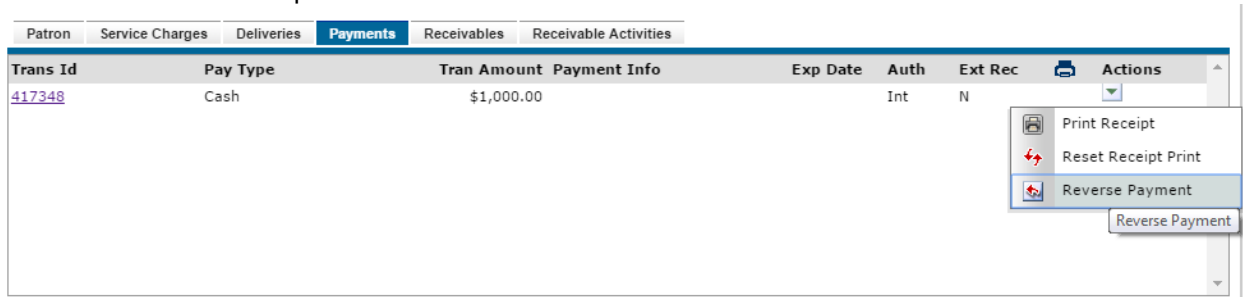 Patron Service Charges Deliveries Payments Receivables Receivable Activities
Trans Id Pay Type Tran Amount Payment Info Exp Date Auth Ext Rec Actions
417348 Cash $1,000.00 Int N
Print Receipt
Reset Receipt Print
Reverse Payment
Reverse Payment